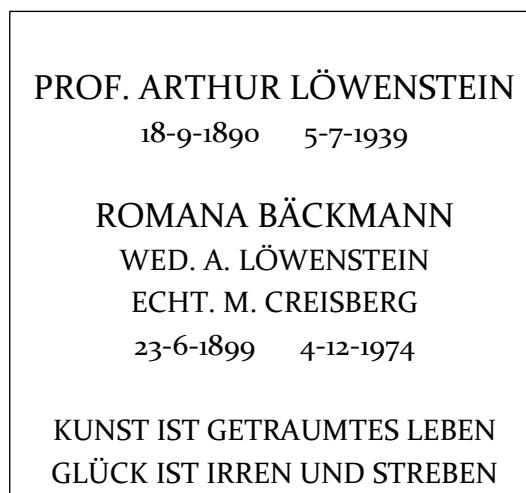 PROF. ARTHUR LÖWENSTEIN
18-9-1890 5-7-1939
ROMANA BÄCKMANN
WED. A. LÖWENSTEIN
ECHT. M. CREISBERG
23-6-1899 4-12-1974
KUNST IST GETRAUMTES LEBEN
GLÜCK IST IRREN UND STREBEN